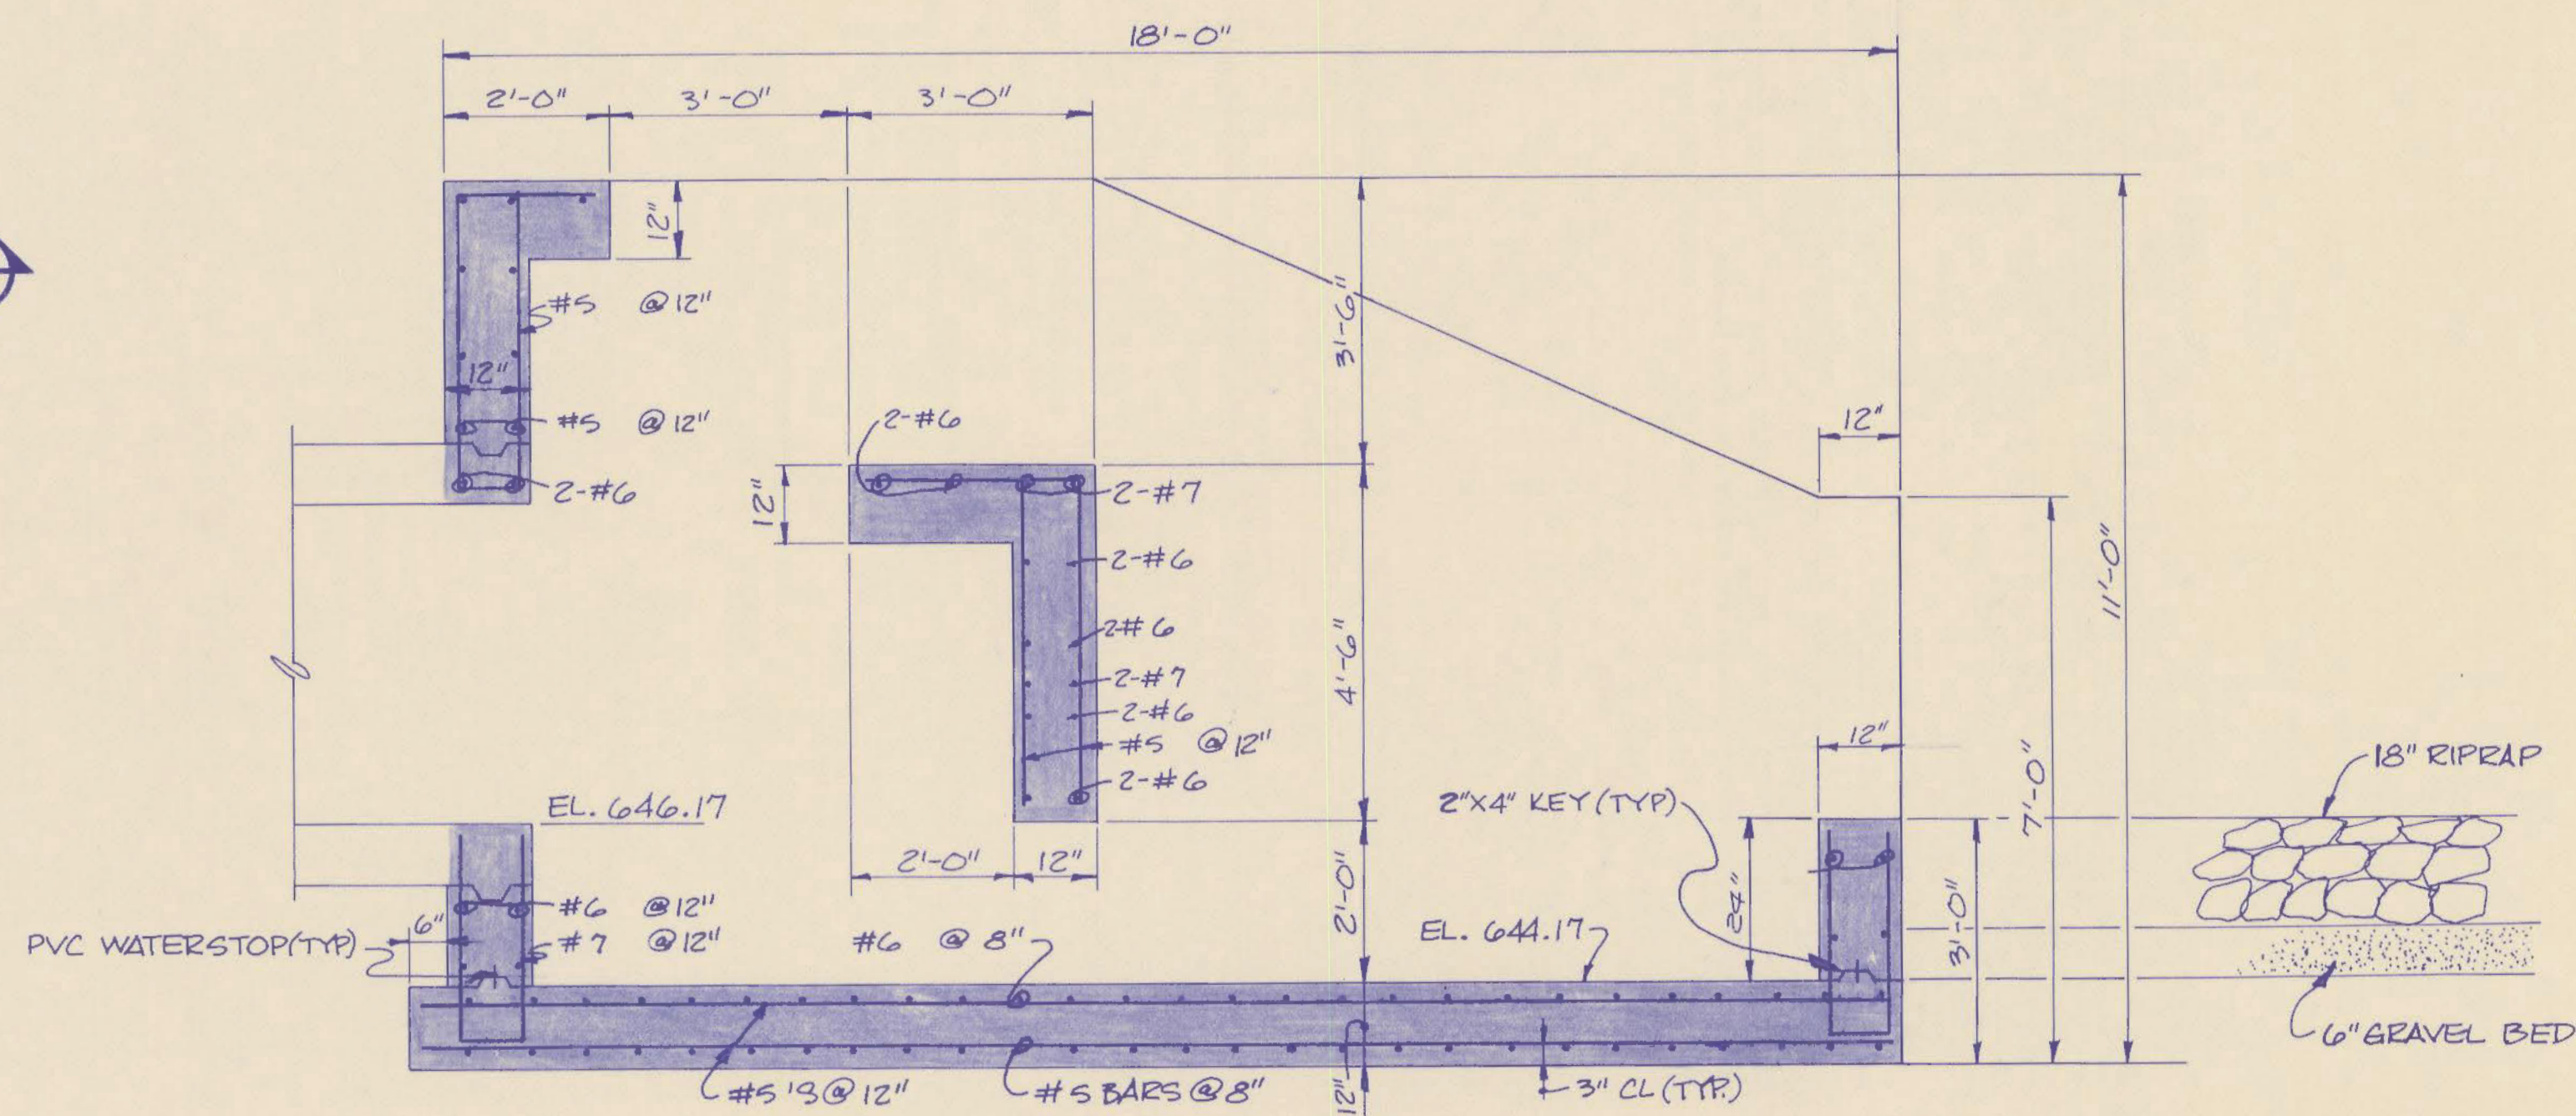 18'-0"
2'-0"
3'-0"
3'-0"
12"
#5 @ 12"
12"
#5 @ 12"
2-#6
2-#6
12"
2-#7
2-#6
2-#6
2-#7
2-#6
#5 @ 12"
2-#6
3'-6"
4'-6"
2'-0"
12"
2'-0"
12"
12"
12"
11'-0"
7'-0"
3'-0"
24"
18" RIPRAP
2"X4" KEY (TYP)
EL. 646.17
#6 @ 12"
#7 @ 12"
6"
PVC WATERSTOP (TYP)
#6 @ 8"
EL. 644.17
6" GRAVEL BED
#5'S @ 12"
#5 BARS @ 8"
3" CL (TYP.)